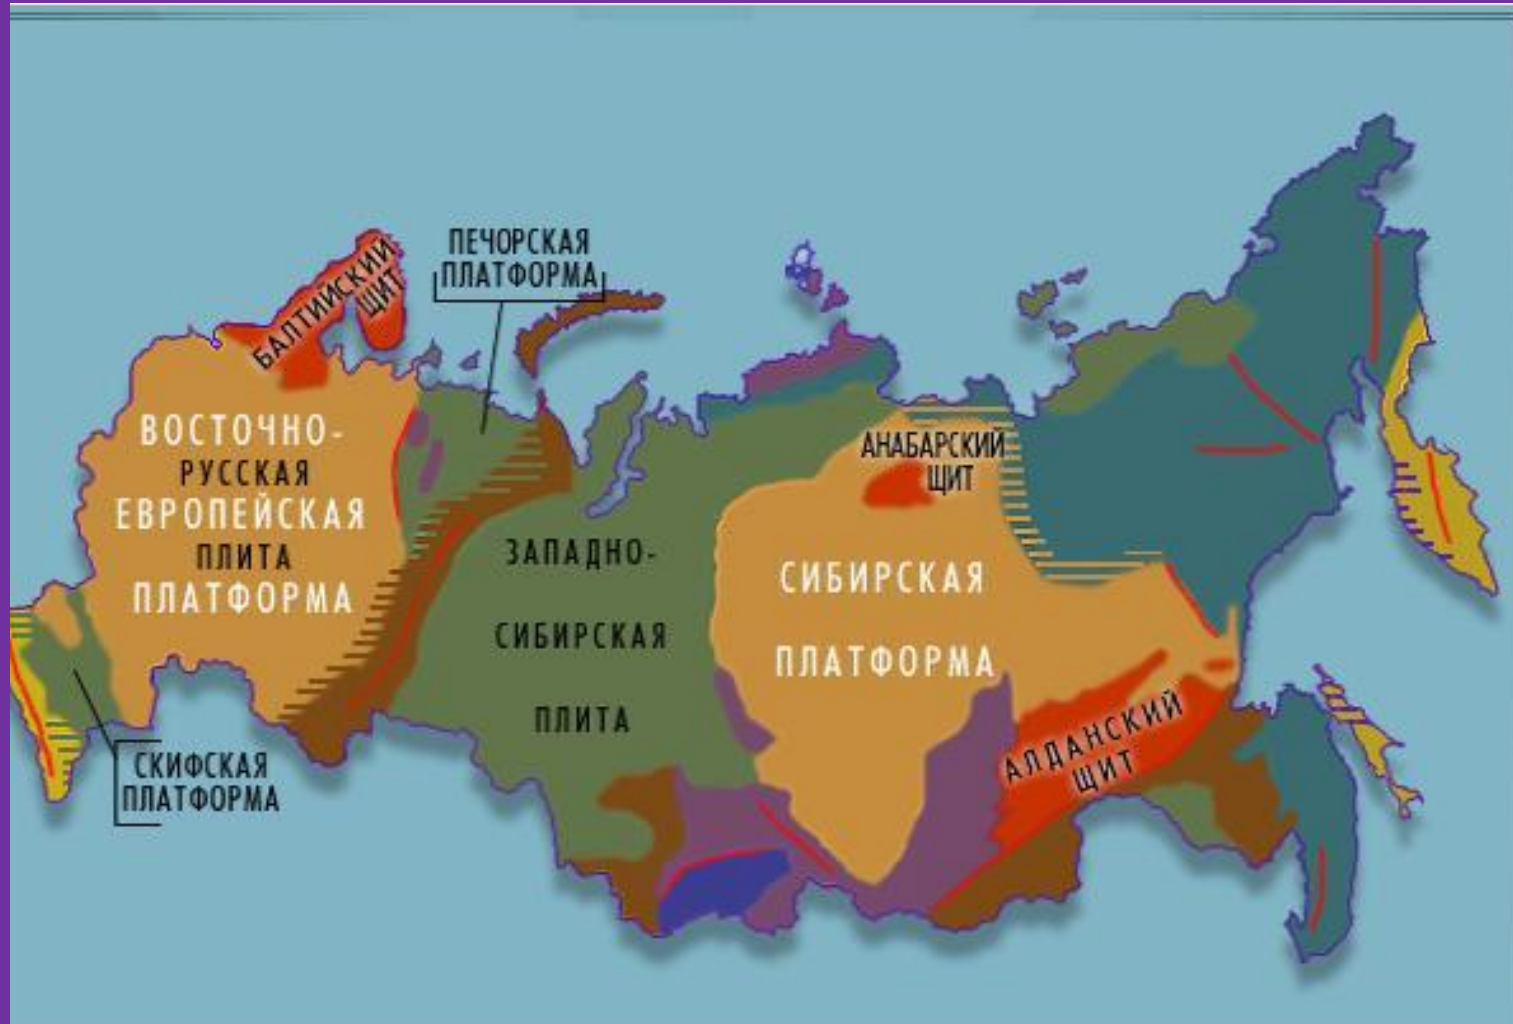 ПЕЧОРСКАЯ
ПЛАТФОРМА
БАЛТИЙСКИЙ
ЩИТ
ВОСТОЧНО-
РУССКАЯ
ЕВРОПЕЙСКАЯ
ПЛИТА
ПЛАТФОРМА
АНАБАРСКИЙ
ЩИТ
ЗАПАДНО-
СИБИРСКАЯ
ПЛИТА
СИБИРСКАЯ
ПЛАТФОРМА
АЛДАНСКИЙ
ЩИТ
СКИФСКАЯ
ПЛАТФОРМА